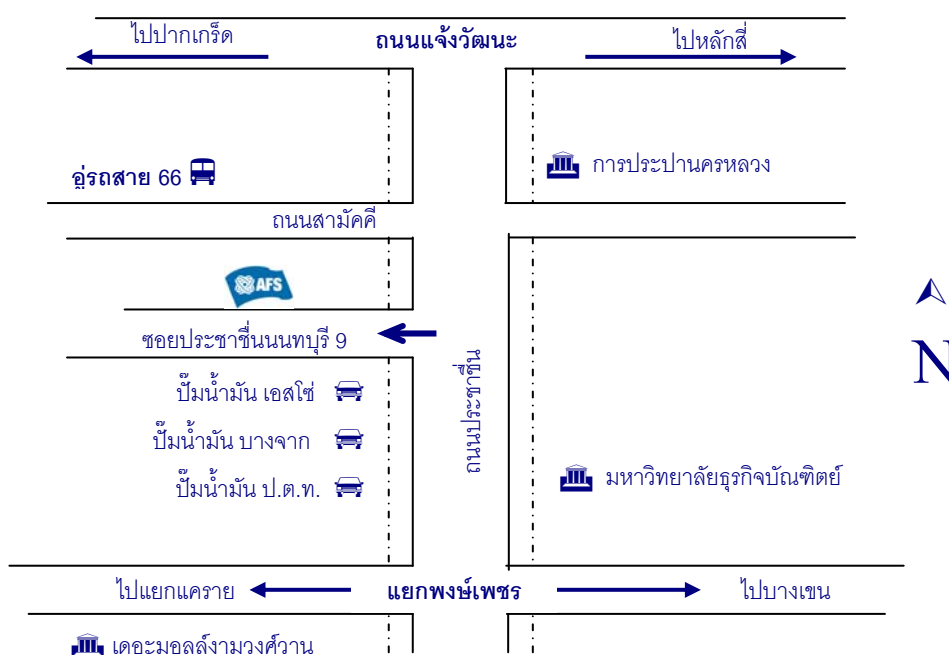 ไปปากเกร็ด
ถนนแจ้งวัฒนะ
ไปหลักสี่
อู่รถสาย 66
การประปานครหลวง
ถนนสามัคคี
AFS
ซอยประชาชื่นนนทบุรี 9
N
ปั๊มน้ำมัน เอสโซ่
ปั๊มน้ำมัน บางจาก
ปั๊มน้ำมัน ป.ต.ท.
ถนนประชาชื่น
มหาวิทยาลัยธุรกิจบัณฑิตย์
ไปแยกแคราย
แยกพงษ์เพชร
ไปบางเขน
เดอะมอลล์งามวงศ์วาน